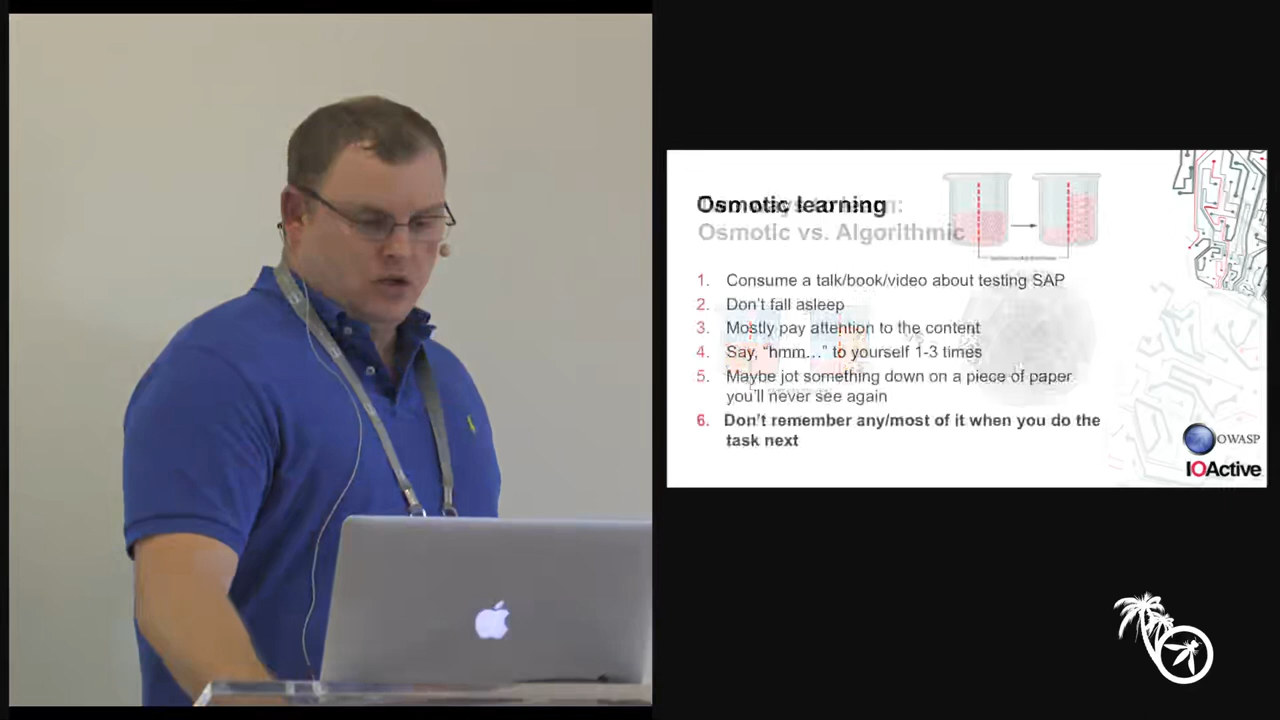 Osmotic learning
Osmotic vs. Algorithmic
1. Consume a talk/book/video about testing SAP
2. Don't fall asleep
3. Mostly pay attention to the content
4. Say, “hmm…” to yourself 1-3 times
5. Maybe jot something down on a piece of paper
you'll never see again
6. Don't remember any/most of it when you do the
task next
OWASP
IOActive